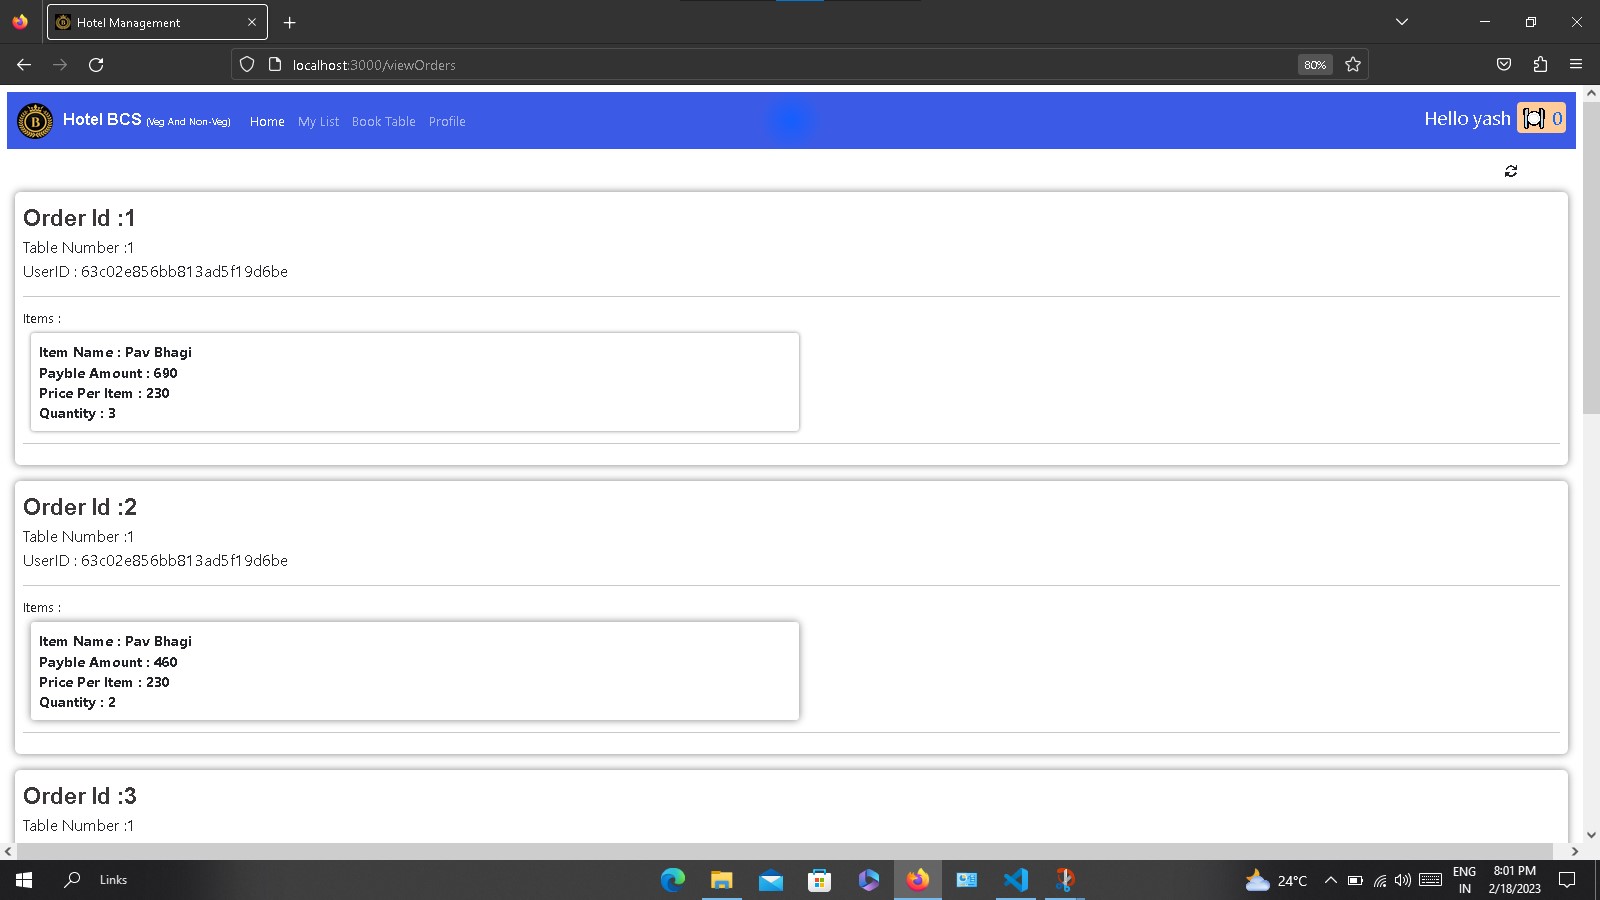 Hotel Management
localhost:3000/viewOrders
80%
B
Hotel BCS (Veg And Non-Veg) Home My List Book Table Profile
Hello yash 0
Order Id :1
Table Number :1
UserID : 63c02e856bb813ad5f19d6be
Items :
Item Name : Pav Bhagi
Payble Amount : 690
Price Per Item : 230
Quantity : 3
Order Id :2
Table Number :1
UserID : 63c02e856bb813ad5f19d6be
Items :
Item Name : Pav Bhagi
Payble Amount : 460
Price Per Item : 230
Quantity : 2
Order Id :3
Table Number :1
Links
24°C
ENG
IN
8:01 PM
2/18/2023